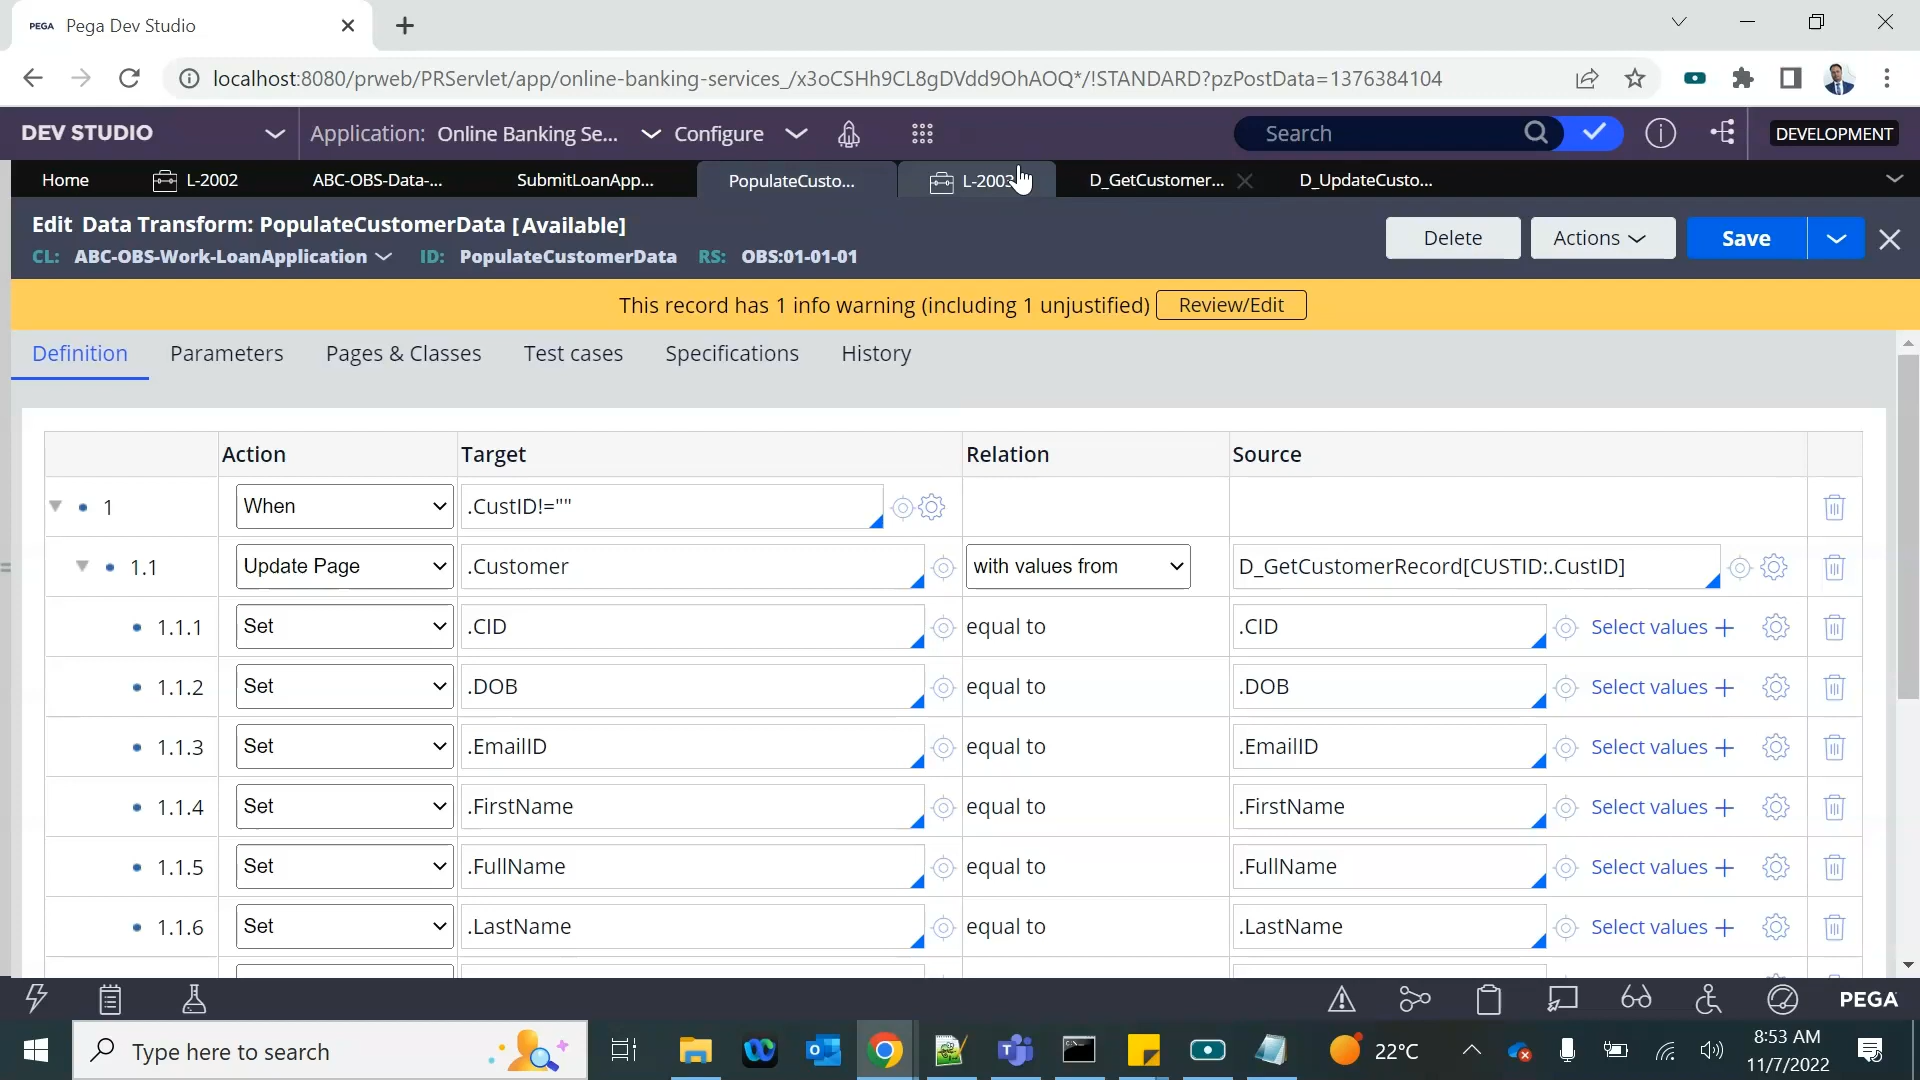 PEGA Pega Dev Studio
localhost:8080/prweb/PRServlet/app/online-banking-services_/x3oCSHh9CL8gDVdd9OhAOQ*/!STANDARD?pzPostData=1376384104
DEV STUDIO Application: Online Banking Se... Configure Search DEVELOPMENT
Home L-2002 ABC-OBS-Data-... SubmitLoanApp... PopulateCusto... L-2003 D_GetCustomer... D_UpdateCusto...
Edit Data Transform: PopulateCustomerData [Available]
CL: ABC-OBS-Work-LoanApplication ID: PopulateCustomerData RS: OBS:01-01-01
Delete Actions Save
This record has 1 info warning (including 1 unjustified) Review/Edit
Definition Parameters Pages & Classes Test cases Specifications History
Action Target Relation Source
1 When .CustID!=""
1.1 Update Page .Customer with values from D_GetCustomerRecord[CUSTID:.CustID]
1.1.1 Set .CID equal to .CID Select values
1.1.2 Set .DOB equal to .DOB Select values
1.1.3 Set .EmailID equal to .EmailID Select values
1.1.4 Set .FirstName equal to .FirstName Select values
1.1.5 Set .FullName equal to .FullName Select values
1.1.6 Set .LastName equal to .LastName Select values
PEGA
Type here to search 22°C 8:53 AM
11/7/2022